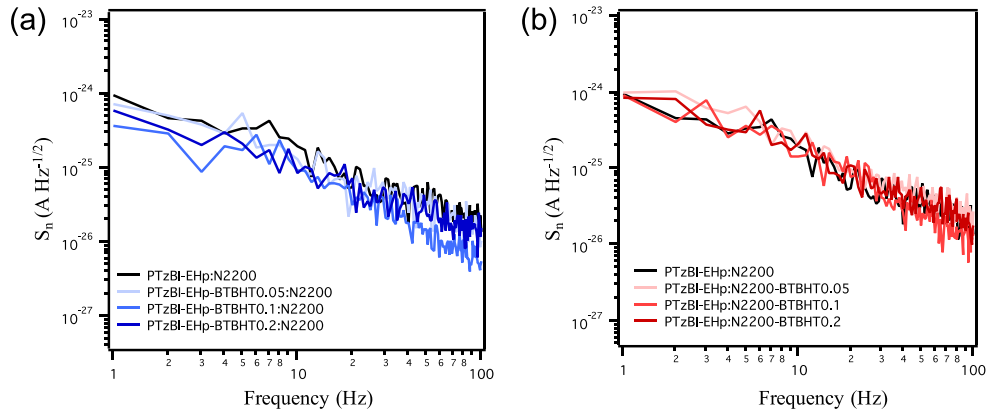 (a)
10-23
10-24
10-25
10-26
10-27
Sn (A Hz-1/2)
PTzBI-EHp:N2200
PTzBI-EHp-BTBHT0.05:N2200
PTzBI-EHp-BTBHT0.1:N2200
PTzBI-EHp-BTBHT0.2:N2200
1 2 3 4 5 6 7 8 10 2 3 4 5 6 7 8 100
Frequency (Hz)
(b)
10-23
10-24
10-25
10-26
10-27
Sn (A Hz-1/2)
PTzBI-EHp:N2200
PTzBI-EHp:N2200-BTBHT0.05
PTzBI-EHp:N2200-BTBHT0.1
PTzBI-EHp:N2200-BTBHT0.2
1 2 3 4 5 6 7 8 10 2 3 4 5 6 7 8 100
Frequency (Hz)